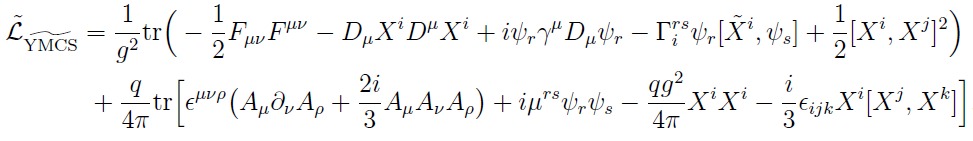 $\tilde{\mathcal{L}}_{\widetilde{\text{YMCS}}} = \frac{1}{g^2}\text{tr}\Big(-\frac{1}{2}F_{\mu\nu}F^{\mu\nu} - D_\mu X^i D^\mu X^i + i\psi_r\gamma^\mu D_\mu\psi_r - \Gamma_i^{rs}\psi_r[\tilde{X}^i, \psi_s] + \frac{1}{2}[X^i, X^j]^2\Big)$
$+ \frac{q}{4\pi}\text{tr}\Big[\epsilon^{\mu\nu\rho}\big(A_\mu\partial_\nu A_\rho + \frac{2i}{3}A_\mu A_\nu A_\rho\big) + i\mu^{rs}\psi_r\psi_s - \frac{qg^2}{4\pi}X^iX^i - \frac{i}{3}\epsilon_{ijk}X^i[X^j, X^k]\Big]$